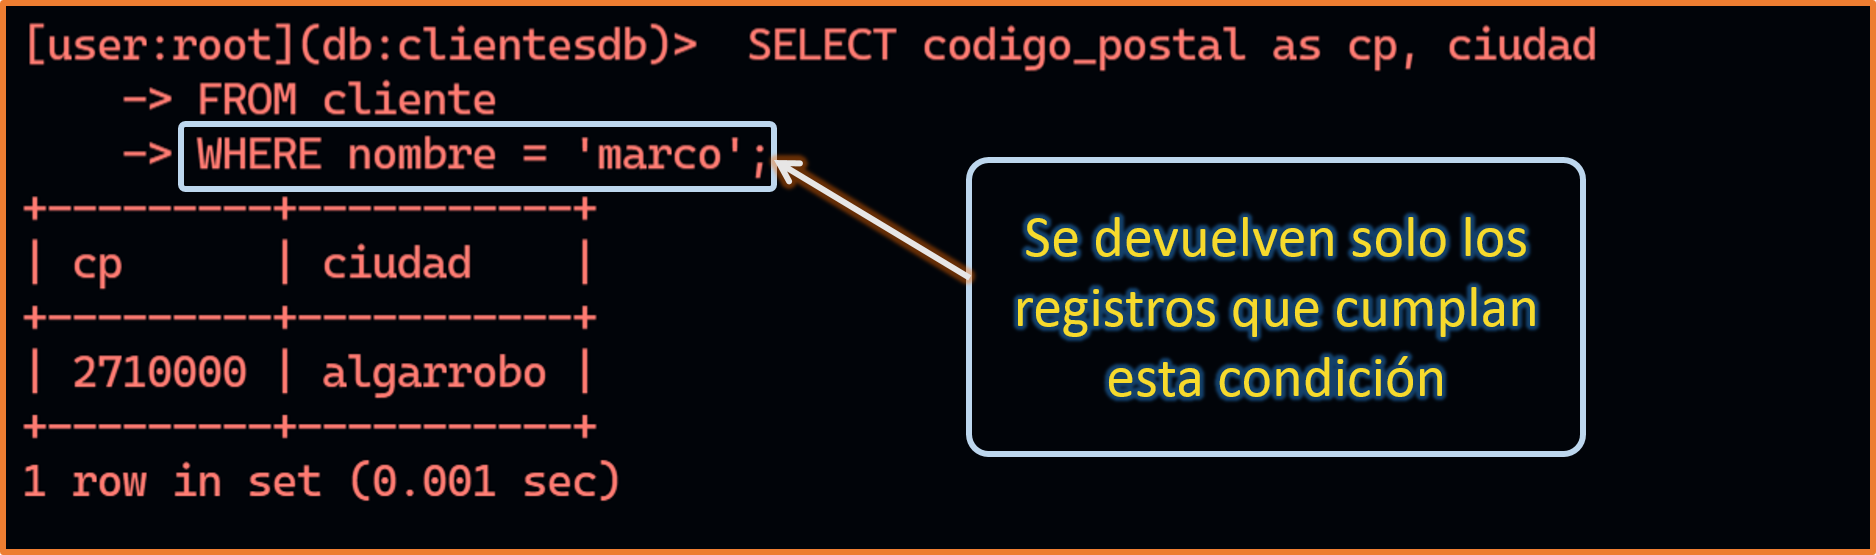 [user:root](db:clientesdb)>  SELECT codigo_postal as cp, ciudad
    -> FROM cliente
    -> WHERE nombre = 'marco';
+---------+-----------+
| cp      | ciudad    |
+---------+-----------+
| 2710000 | algarrobo |
+---------+-----------+
1 row in set (0.001 sec)
Se devuelven solo los
registros que cumplan
esta condición